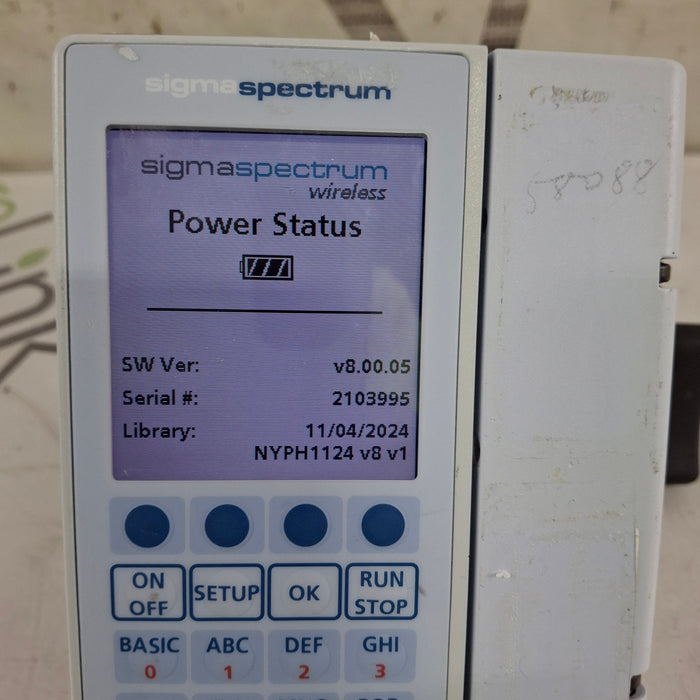 sigmaspectrum
sigmaspectrum
wireless
Power Status
SW Ver: v8.00.05
Serial #: 2103995
Library: 11/04/2024
NYPH1124 v8 v1
ON OFF
SETUP
OK
RUN STOP
BASIC 0
ABC 1
DEF 2
GHI 3